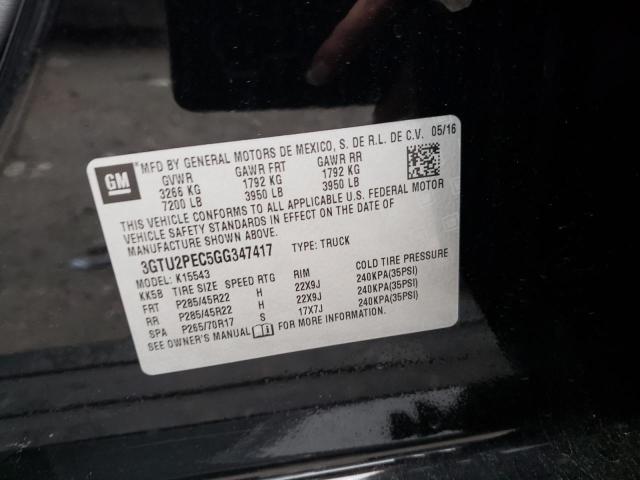 GM
*MFD BY GENERAL MOTORS DE MEXICO, S. DE R.L. DE C.V. 05/16
GVWR GAWR FRT GAWR RR
3266 KG 1792 KG 1792 KG
7200 LB 3950 LB 3950 LB
THIS VEHICLE CONFORMS TO ALL APPLICABLE U.S. FEDERAL MOTOR
VEHICLE SAFETY STANDARDS IN EFFECT ON THE DATE OF
MANUFACTURE SHOWN ABOVE.
3GTU2PEC5GG347417 TYPE: TRUCK
MODEL: K15543
KK5B TIRE SIZE SPEED RTG RIM COLD TIRE PRESSURE
FRT P285/45R22 H 22X9J 240KPA(35PSI)
RR P285/45R22 H 22X9J 240KPA(35PSI)
SPA P265/70R17 S 17X7J 240KPA(35PSI)
SEE OWNER'S MANUAL FOR MORE INFORMATION.